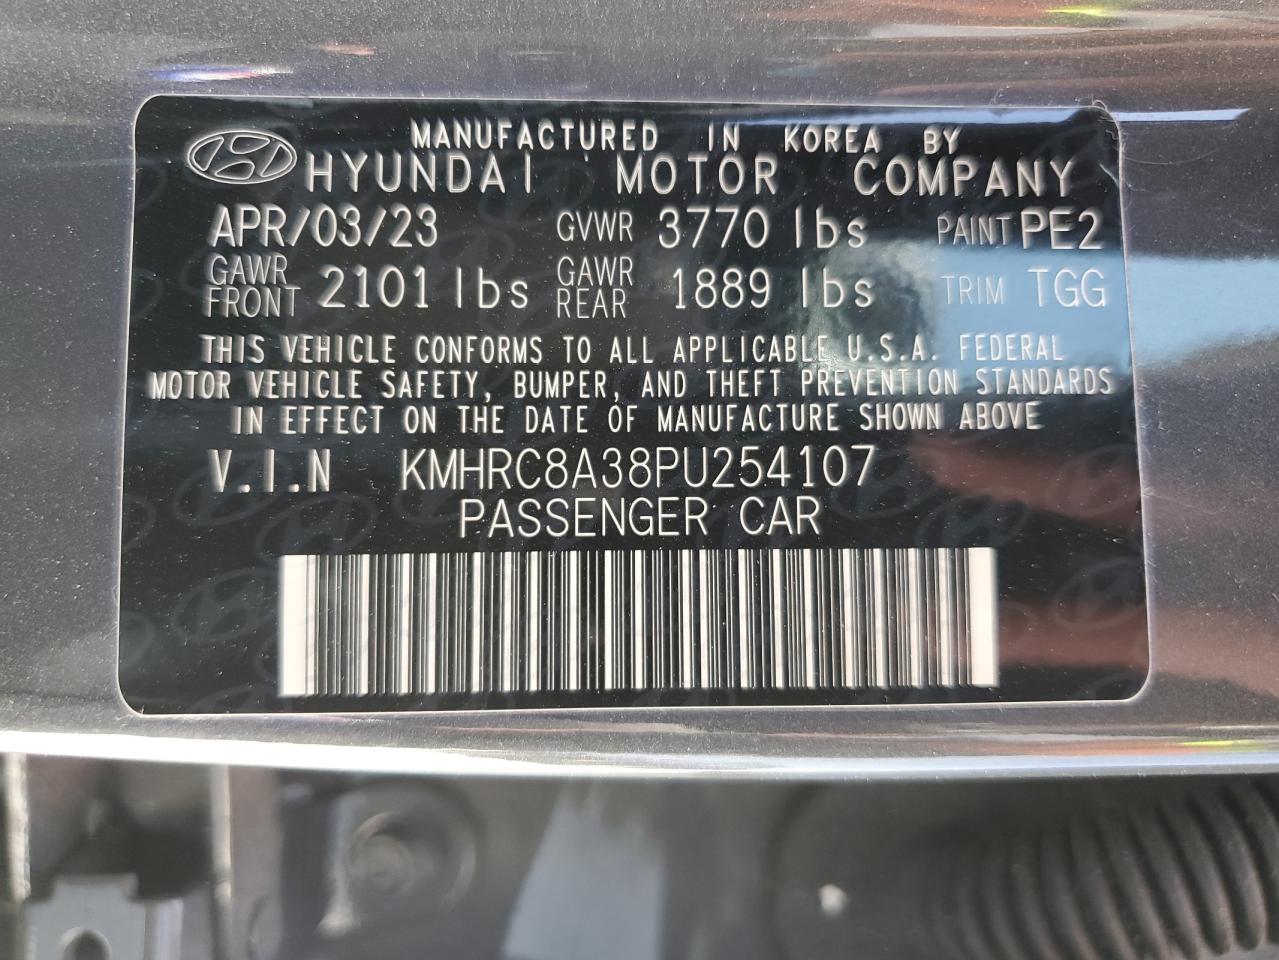 MANUFACTURED IN KOREA BY
HYUNDAI MOTOR COMPANY
APR/03/23 GVWR 3770 lbs PAINT PE2
GAWR FRONT 2101 lbs GAWR REAR 1889 lbs TRIM TGG
THIS VEHICLE CONFORMS TO ALL APPLICABLE U.S.A. FEDERAL
MOTOR VEHICLE SAFETY, BUMPER, AND THEFT PREVENTION STANDARDS
IN EFFECT ON THE DATE OF MANUFACTURE SHOWN ABOVE
V.I.N KMHRC8A38PU254107
PASSENGER CAR